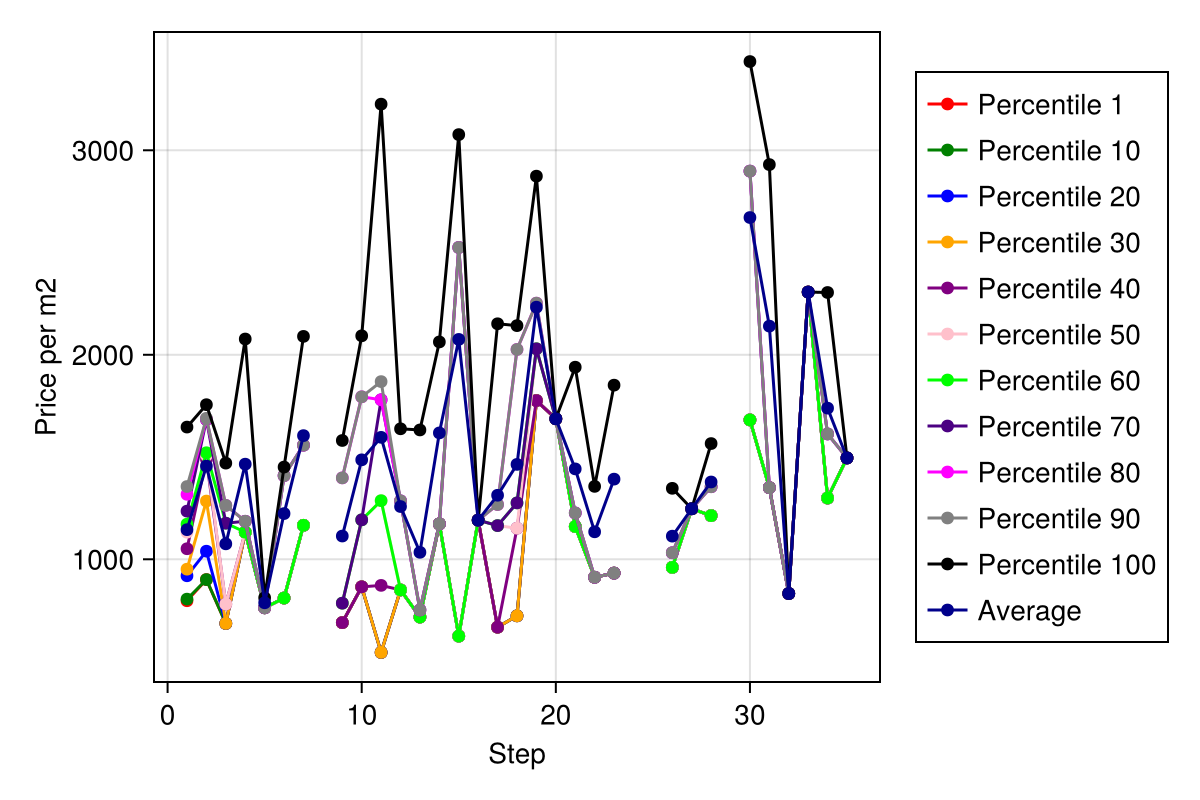 Price per m2
3000
2000
1000
0
10
20
30
Step
Percentile 1
Percentile 10
Percentile 20
Percentile 30
Percentile 40
Percentile 50
Percentile 60
Percentile 70
Percentile 80
Percentile 90
Percentile 100
Average